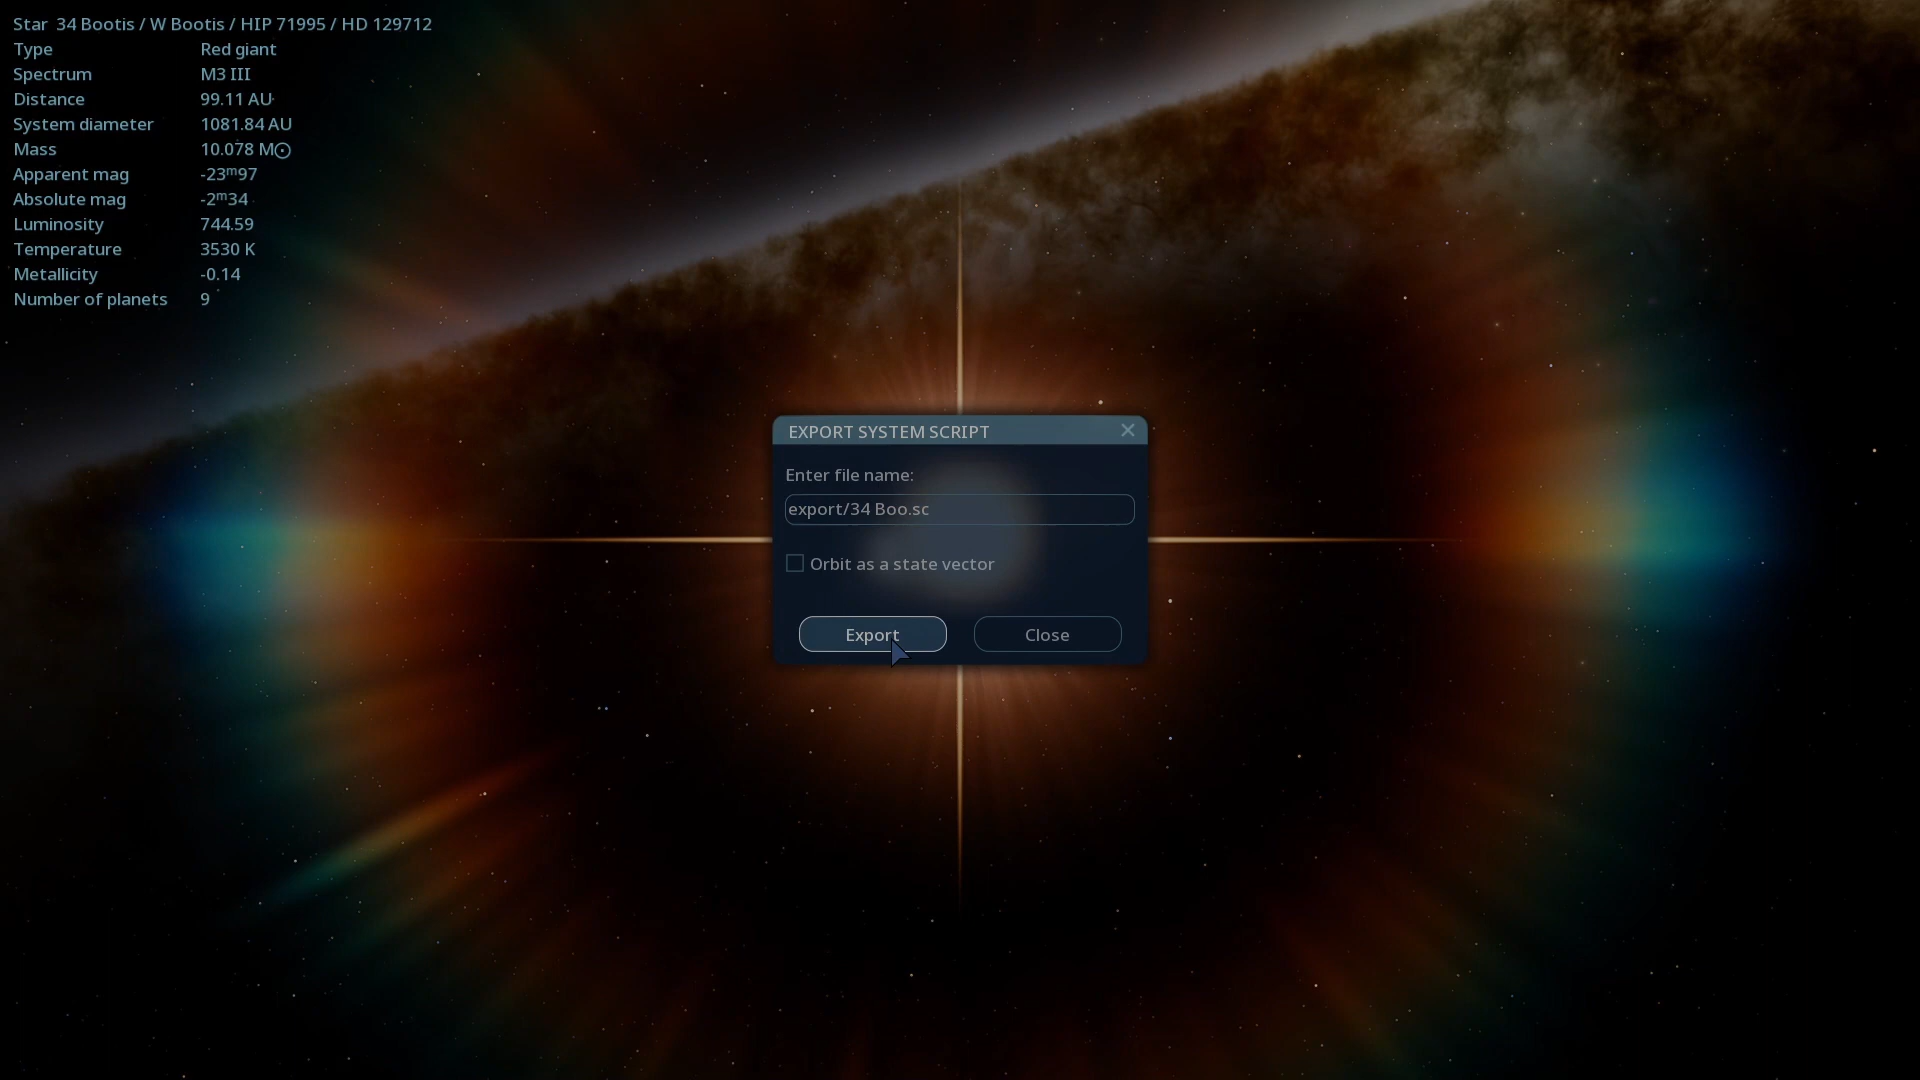 Star 34 Bootis / W Bootis / HIP 71995 / HD 129712
Type Red giant
Spectrum M3 III
Distance 99.11 AU
System diameter 1081.84 AU
Mass 10.078 M☉
Apparent mag -23ᵐ97
Absolute mag -2ᵐ34
Luminosity 744.59
Temperature 3530 K
Metallicity -0.14
Number of planets 9
EXPORT SYSTEM SCRIPT
Enter file name:
export/34 Boo.sc
Orbit as a state vector
Export Close